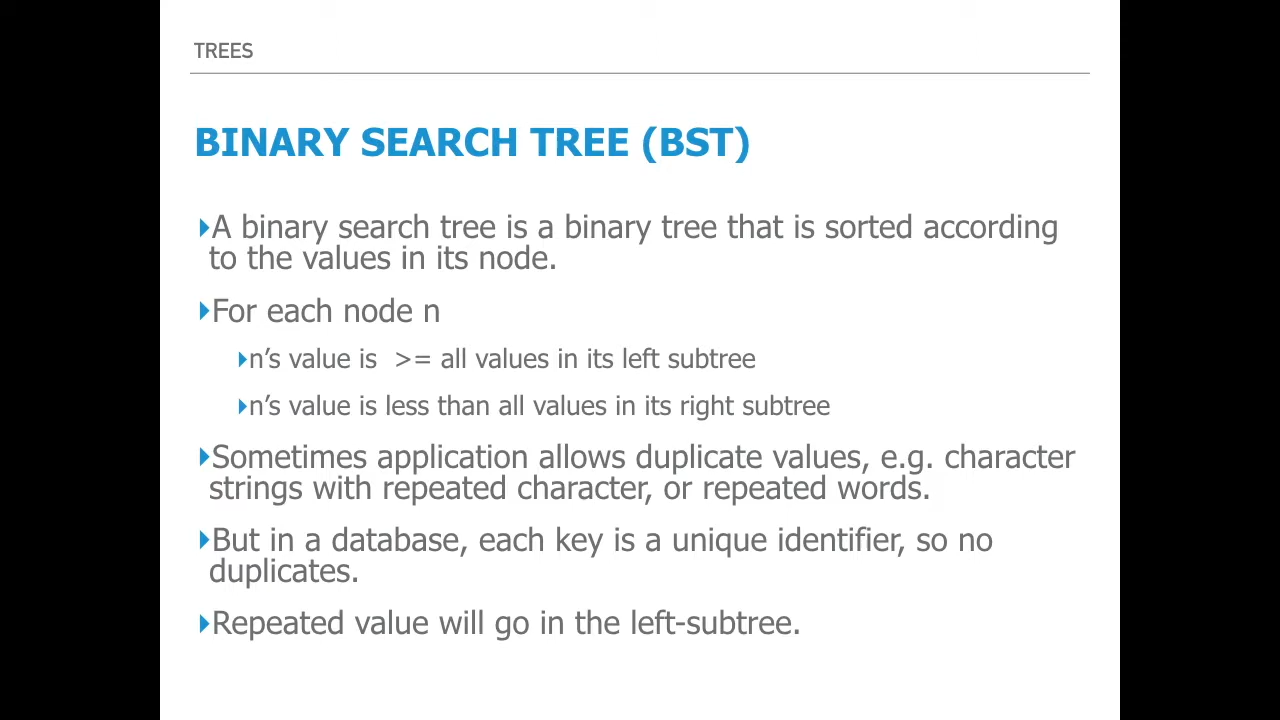 TREES
BINARY SEARCH TREE (BST)
A binary search tree is a binary tree that is sorted according
to the values in its node.
For each node n
n’s value is  >= all values in its left subtree
n’s value is less than all values in its right subtree
Sometimes application allows duplicate values, e.g. character
strings with repeated character, or repeated words.
But in a database, each key is a unique identifier, so no
duplicates.
Repeated value will go in the left-subtree.